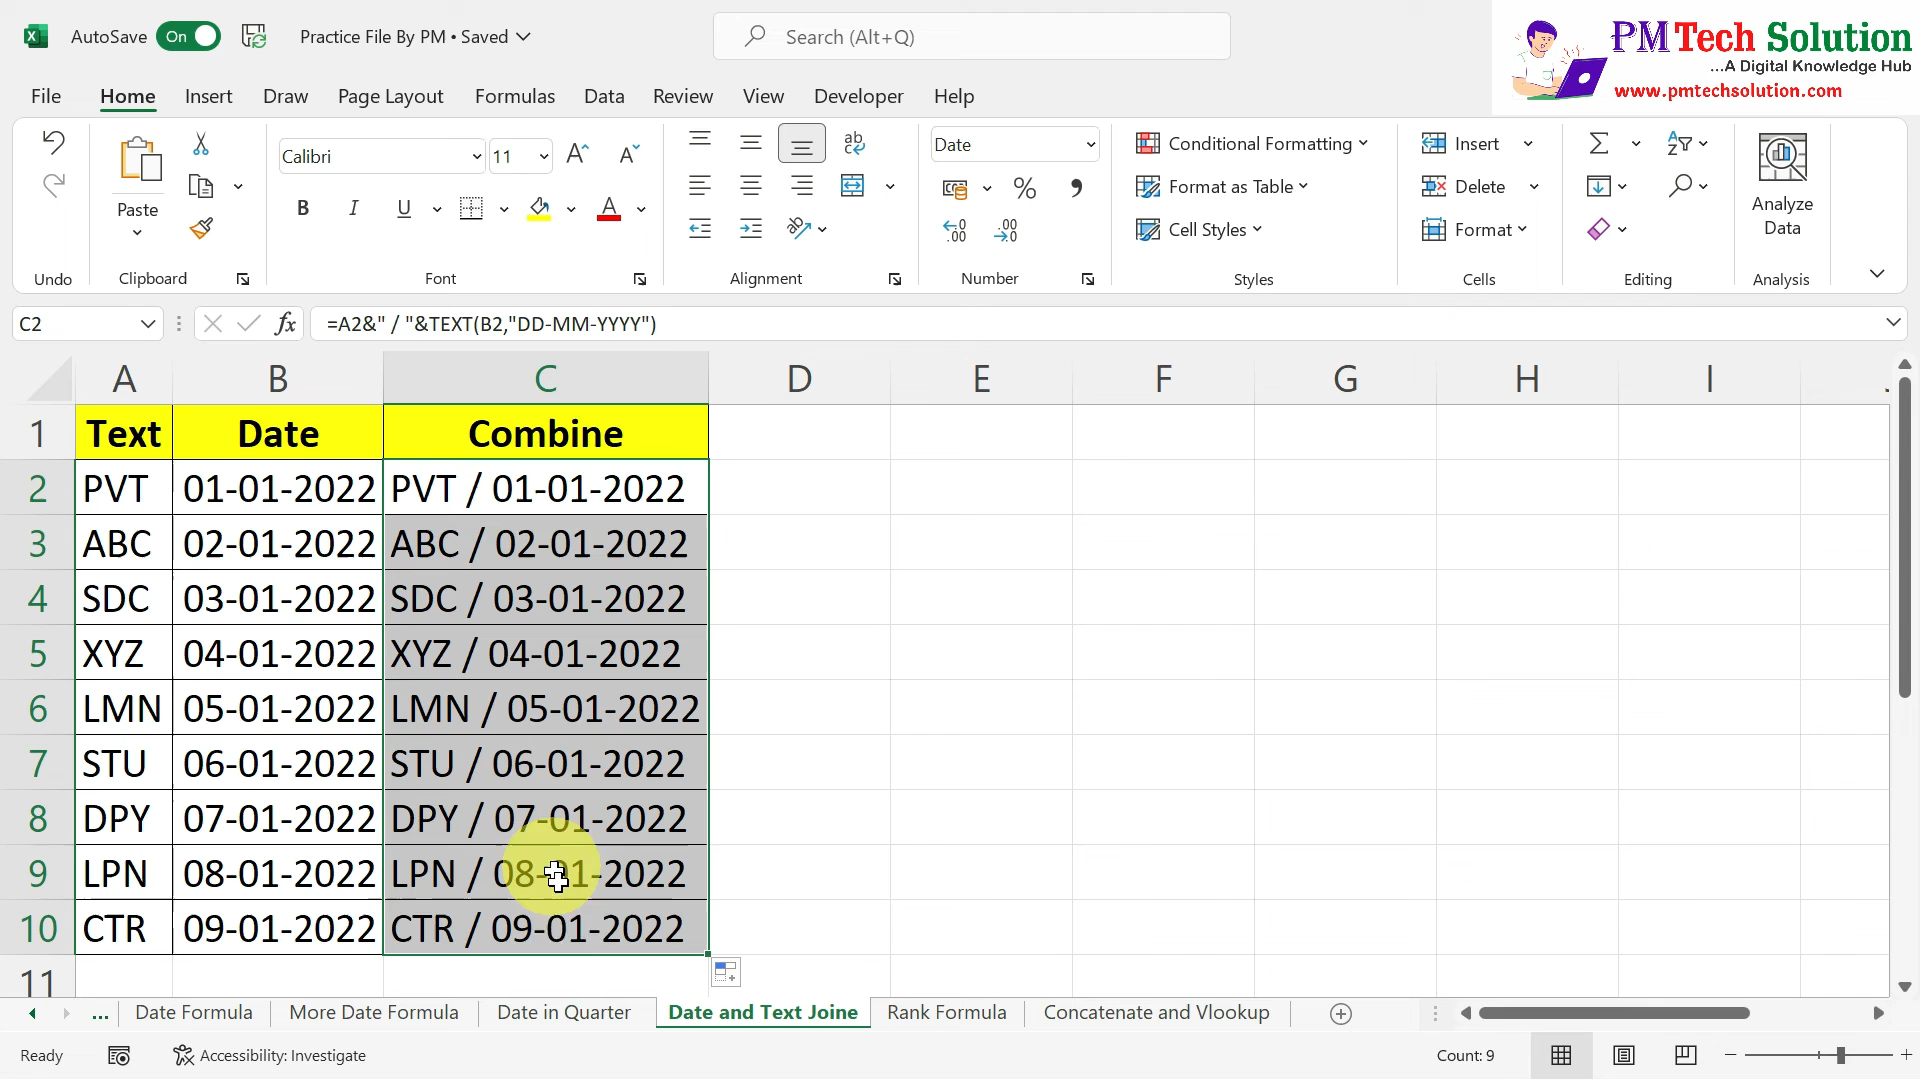 AutoSave On Practice File By PM • Saved Search (Alt+Q)
PM Tech Solution
...A Digital Knowledge Hub
www.pmtechsolution.com
File Home Insert Draw Page Layout Formulas Data Review View Developer Help
Calibri 11 Date Conditional Formatting Insert
Format as Table Delete
Paste Cell Styles Format Analyze Data
Undo Clipboard Font Alignment Number Styles Cells Editing Analysis
C2 fx =A2&" / "&TEXT(B2,"DD-MM-YYYY")
A B C D E F G H I
1 Text Date Combine
2 PVT 01-01-2022 PVT / 01-01-2022
3 ABC 02-01-2022 ABC / 02-01-2022
4 SDC 03-01-2022 SDC / 03-01-2022
5 XYZ 04-01-2022 XYZ / 04-01-2022
6 LMN 05-01-2022 LMN / 05-01-2022
7 STU 06-01-2022 STU / 06-01-2022
8 DPY 07-01-2022 DPY / 07-01-2022
9 LPN 08-01-2022 LPN / 08-01-2022
10 CTR 09-01-2022 CTR / 09-01-2022
11
... Date Formula More Date Formula Date in Quarter Date and Text Joine Rank Formula Concatenate and Vlookup
Ready Accessibility: Investigate Count: 9